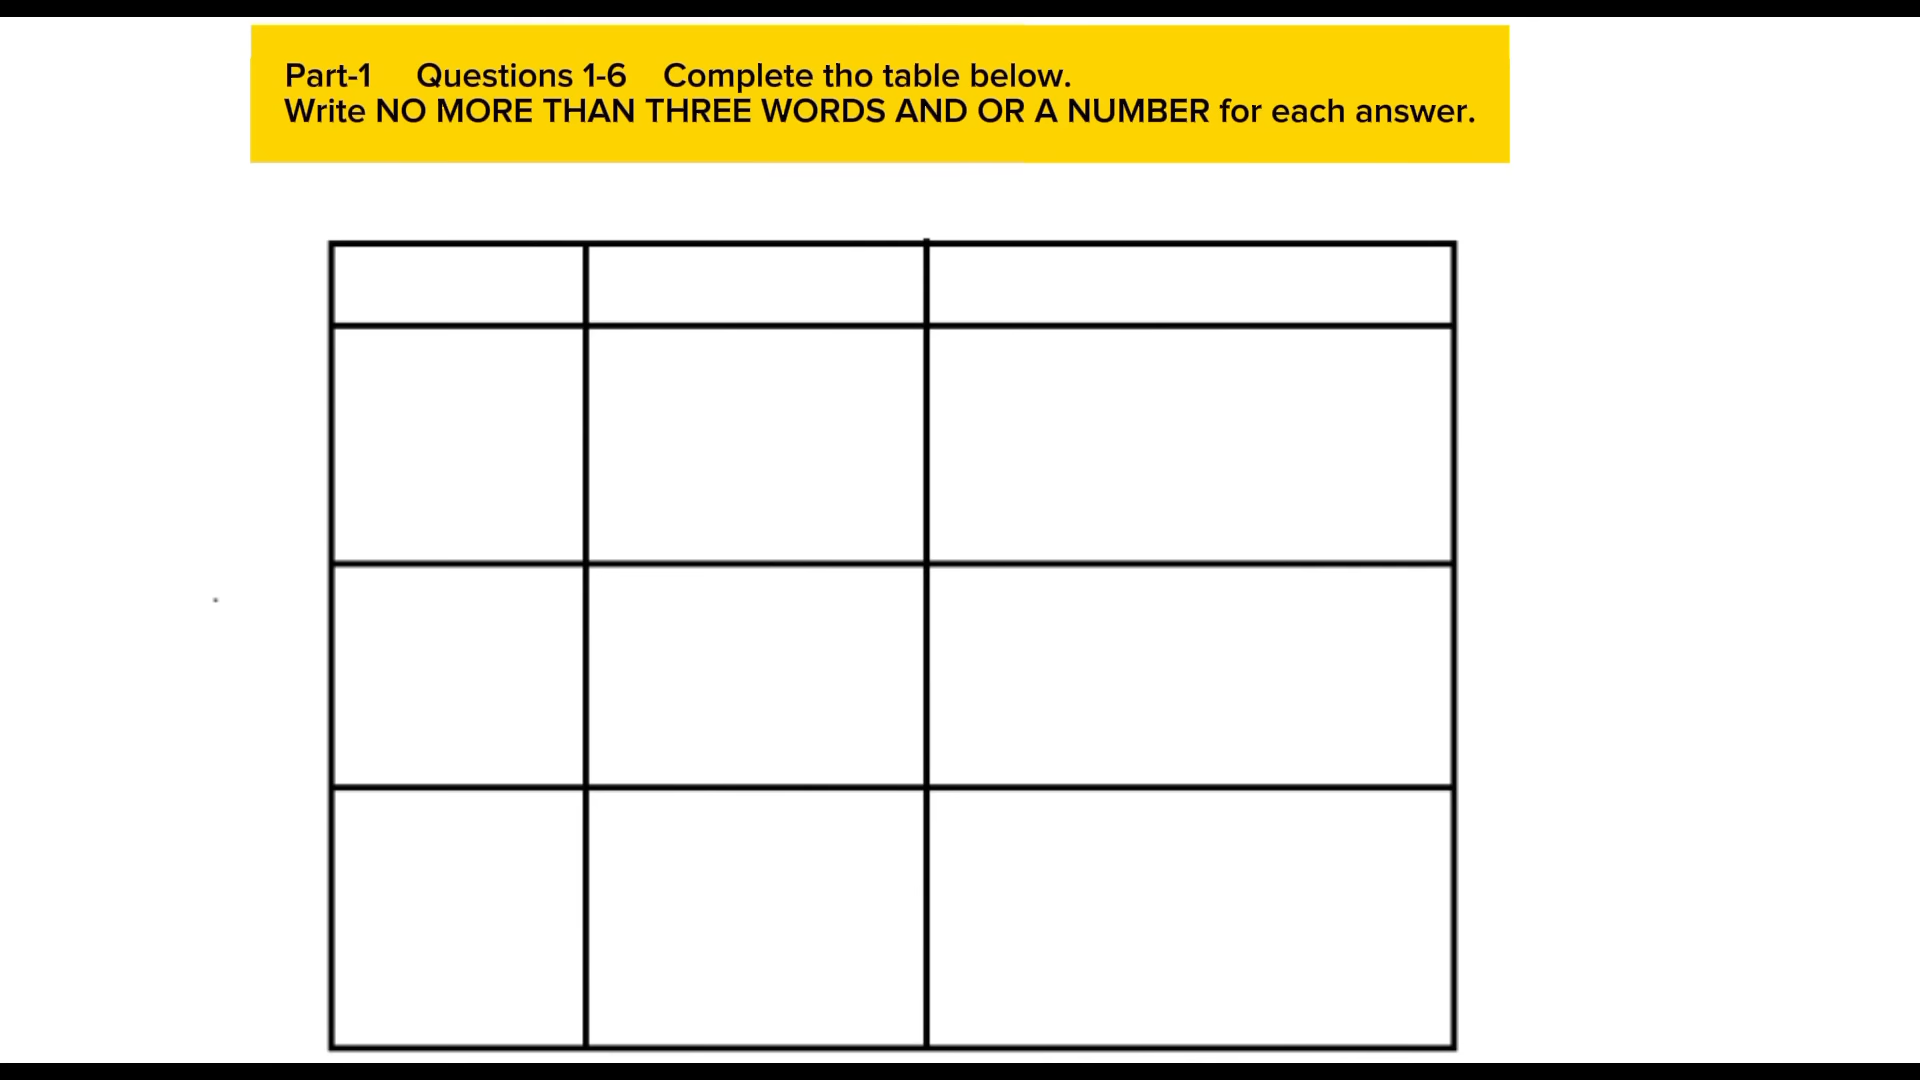 Part-1 Questions 1-6 Complete tho table below.
Write NO MORE THAN THREE WORDS AND OR A NUMBER for each answer.